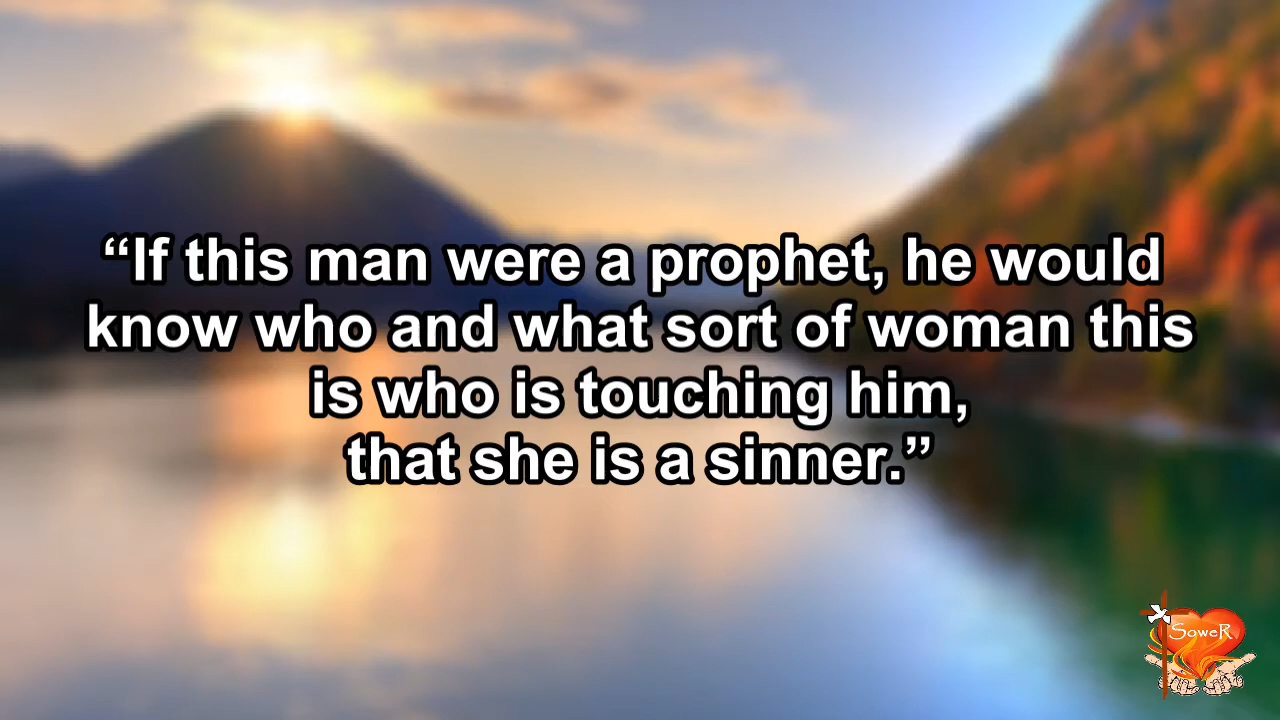 “If this man were a prophet, he would
know who and what sort of woman this
is who is touching him,
that she is a sinner.”
SoweR